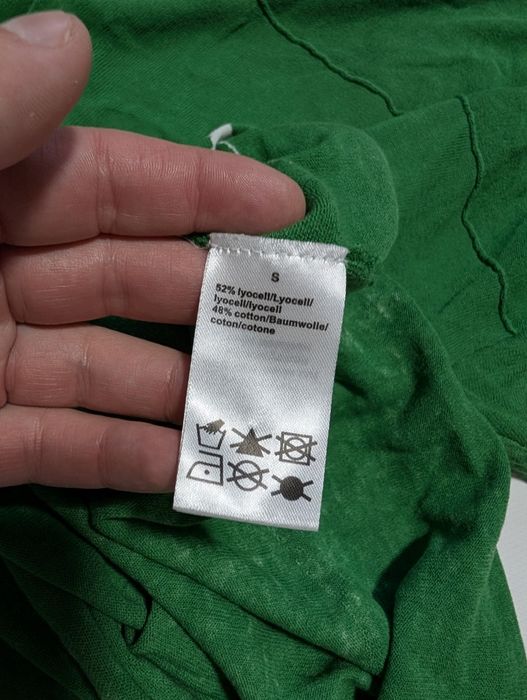 S
52% lyocell/Lyocell/
lyocell/lyocell
48% cotton/Baumwolle/
coton/cotone